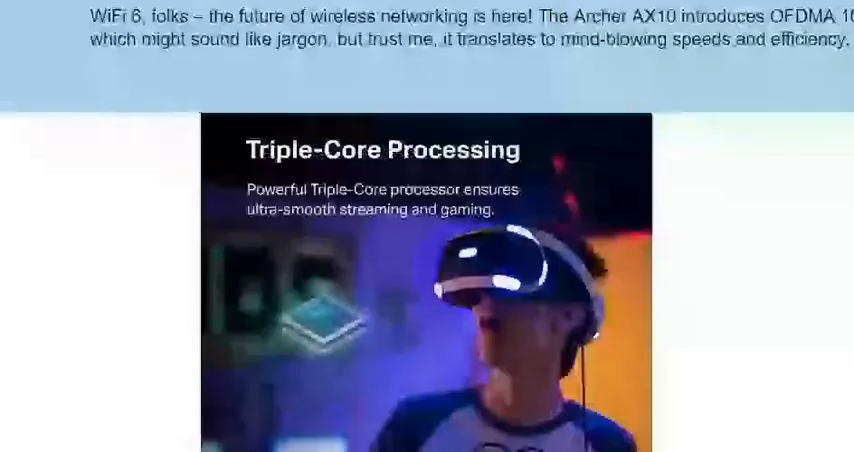 WiFi 6, folks – the future of wireless networking is here! The Archer AX10 introduces OFDMA
which might sound like jargon, but trust me, it translates to mind-blowing speeds and efficiency.
Triple-Core Processing
Powerful Triple-Core processor ensures
ultra-smooth streaming and gaming.